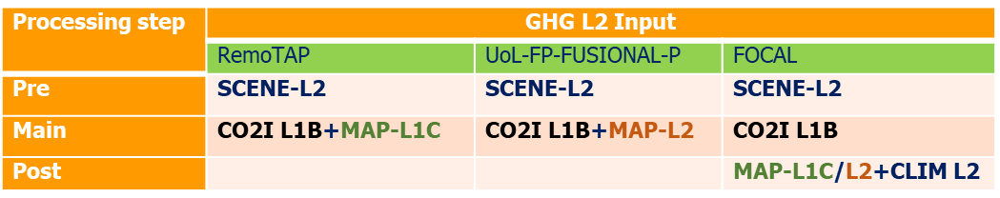 Processing step GHG L2 Input
RemoTAP UoL-FP-FUSIONAL-P FOCAL
Pre SCENE-L2 SCENE-L2 SCENE-L2
Main CO2I L1B+MAP-L1C CO2I L1B+MAP-L2 CO2I L1B
Post MAP-L1C/L2+CLIM L2